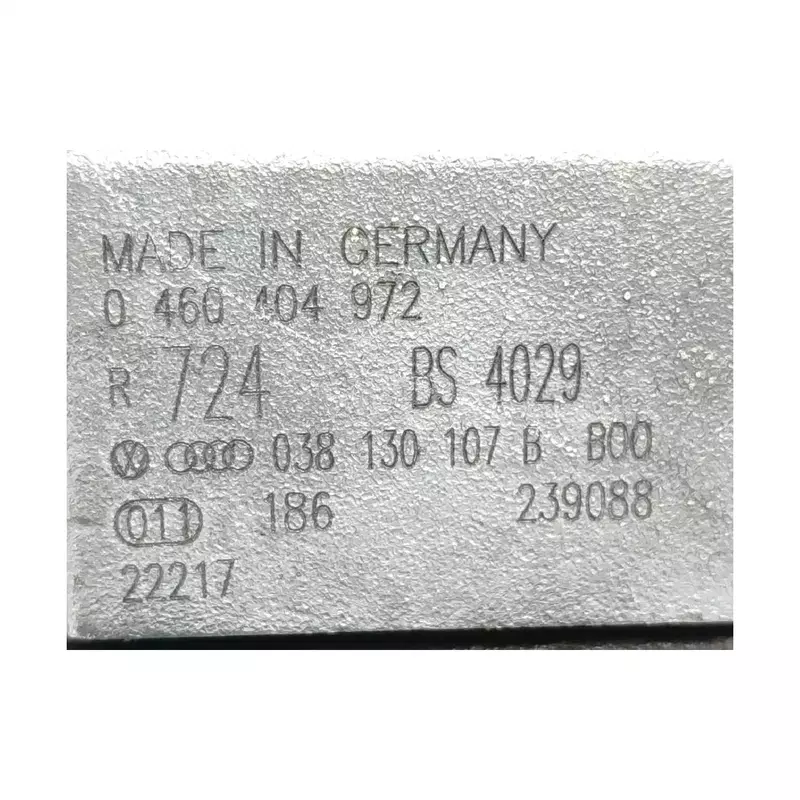 MADE IN GERMANY
0 460 404 972
R 724 BS 4029
038 130 107 B B00
011 186 239088
22217